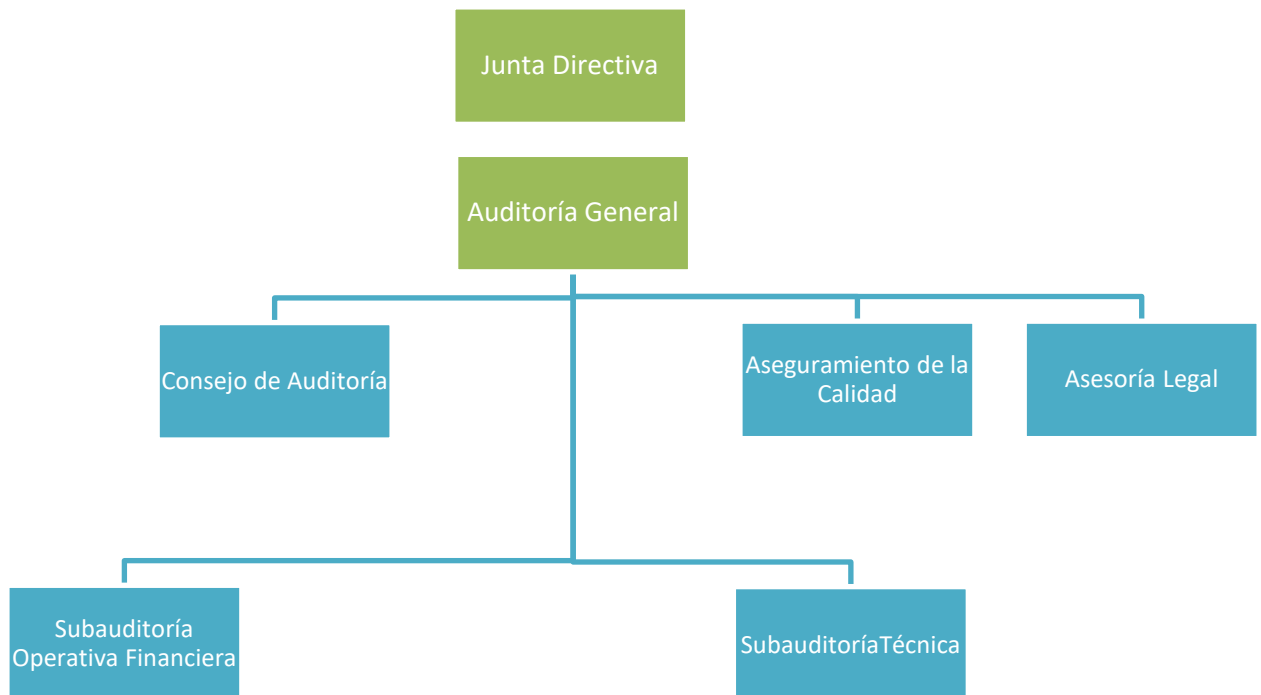 Junta Directiva
Auditoría General
Consejo de Auditoría
Aseguramiento de la
Calidad
Asesoría Legal
Subauditoría
Operativa Financiera
SubauditoríaTécnica